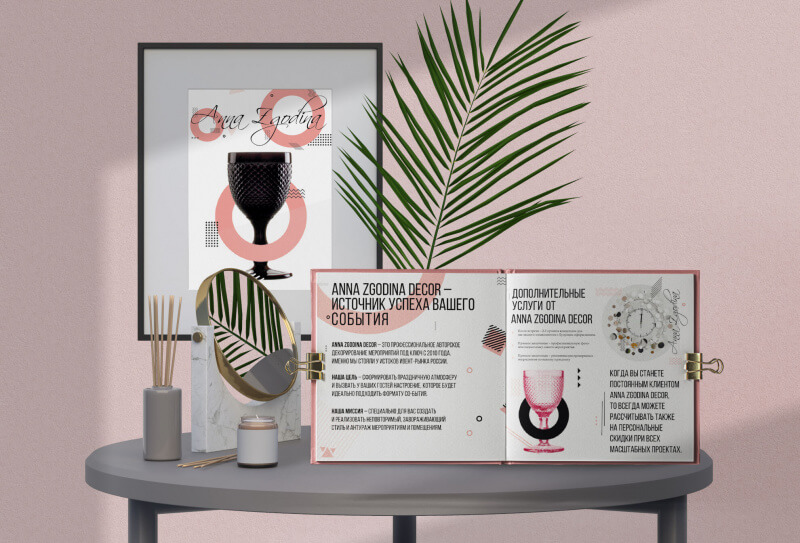 Anna Zgodina
ANNA ZGODINA DECOR –
ИСТОЧНИК УСПЕХА ВАШЕГО
СОБЫТИЯ
ANNA ZGODINA DECOR – ЭТО ПРОФЕССИОНАЛЬНОЕ АВТОРСКОЕ
ДЕКОРИРОВАНИЕ МЕРОПРИЯТИЙ ПОД КЛЮЧ С 2010 ГОДА.
ИМЕННО МЫ СТОЯЛИ У ИСТОКОВ ИВЕНТ-РЫНКА РОССИИ.
НАША ЦЕЛЬ – СФОРМИРОВАТЬ ПРАЗДНИЧНУЮ АТМОСФЕРУ
И ВЫЗВАТЬ У ВАШИХ ГОСТЕЙ НАСТРОЕНИЕ, КОТОРОЕ БУДЕТ
ИДЕАЛЬНО ПОДХОДИТЬ ФОРМАТУ СО-БЫТИЯ.
НАША МИССИЯ – СПЕЦИАЛЬНО ДЛЯ ВАС СОЗДАТЬ
И РЕАЛИЗОВАТЬ НЕПОВТОРИМЫЙ, ЗАВОРАЖИВАЮЩИЙ
СТИЛЬ И АНТУРАЖ МЕРОПРИЯТИЯМ И ПОМЕЩЕНИЯМ.
ДОПОЛНИТЕЛЬНЫЕ
УСЛУГИ ОТ
ANNA ZGODINA DECOR
Anna Zgodina
КОГДА ВЫ СТАНЕТЕ
ПОСТОЯННЫМ КЛИЕНТОМ
ANNA ZGODINA DECOR,
ТО ВСЕГДА МОЖЕТЕ
РАССЧИТЫВАТЬ ТАКЖЕ
НА ПЕРСОНАЛЬНЫЕ
СКИДКИ ПРИ ВСЕХ
МАСШТАБНЫХ ПРОЕКТАХ.